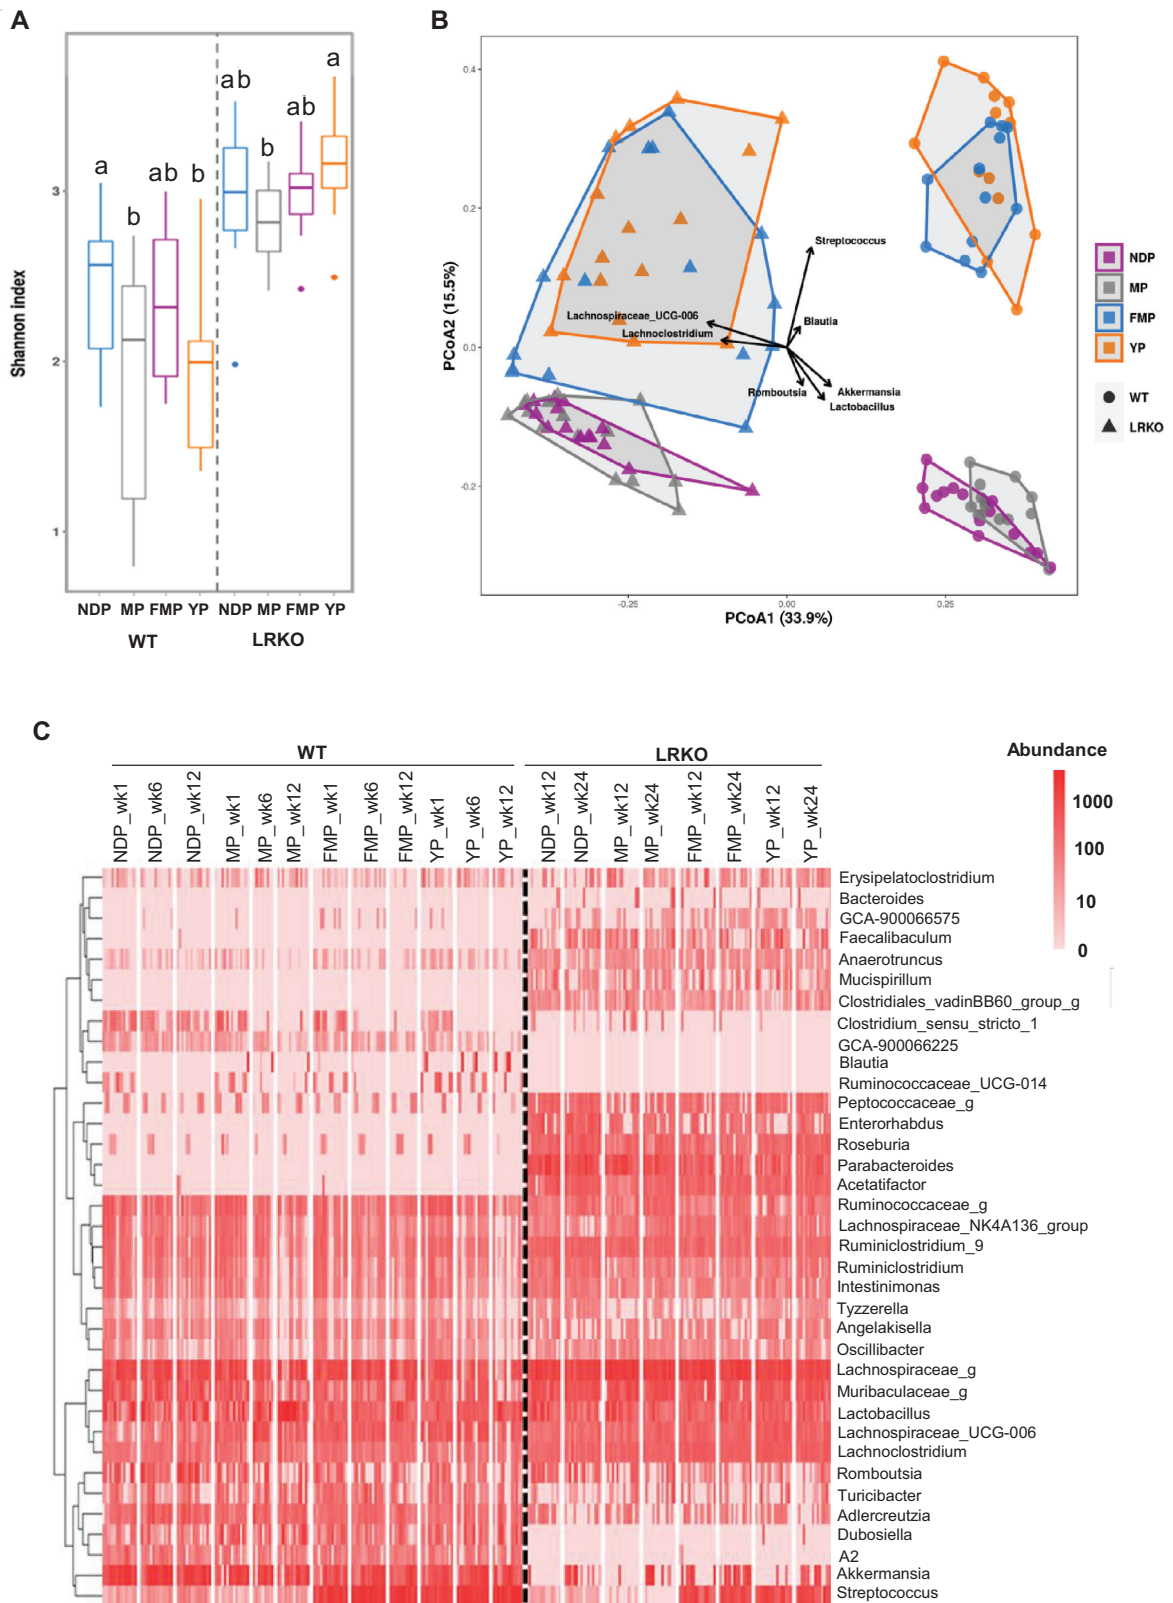 A
Shannon index
3
2
1
a
b
ab
b
ab
b
ab
a
NDP MP FMP YP NDP MP FMP YP
WT LRKO
B
PCoA2 (15.5%)
0.4
0.2
0.0
-0.2
Streptococcus
Lachnospiraceae_UCG-006
Blautia
Lachnoclostridium
Romboutsia
Akkermansia
Lactobacillus
-0.25 0.00 0.25
PCoA1 (33.9%)
NDP
MP
FMP
YP
WT
LRKO
C
WT LRKO
NDP_wk1
NDP_wk6
NDP_wk12
MP_wk1
MP_wk6
MP_wk12
FMP_wk1
FMP_wk6
FMP_wk12
YP_wk1
YP_wk6
YP_wk12
NDP_wk12
NDP_wk24
MP_wk12
MP_wk24
FMP_wk12
FMP_wk24
YP_wk12
YP_wk24
Abundance
1000
100
10
0
Erysipelatoclostridium
Bacteroides
GCA-900066575
Faecalibaculum
Anaerotruncus
Mucispirillum
Clostridiales_vadinBB60_group_g
Clostridium_sensu_stricto_1
GCA-900066225
Blautia
Ruminococcaceae_UCG-014
Peptococcaceae_g
Enterorhabdus
Roseburia
Parabacteroides
Acetatifactor
Ruminococcaceae_g
Lachnospiraceae_NK4A136_group
Ruminiclostridium_9
Ruminiclostridium
Intestinimonas
Tyzzerella
Angelakisella
Oscillibacter
Lachnospiraceae_g
Muribaculaceae_g
Lactobacillus
Lachnospiraceae_UCG-006
Lachnoclostridium
Romboutsia
Turicibacter
Adlercreutzia
Dubosiella
A2
Akkermansia
Streptococcus